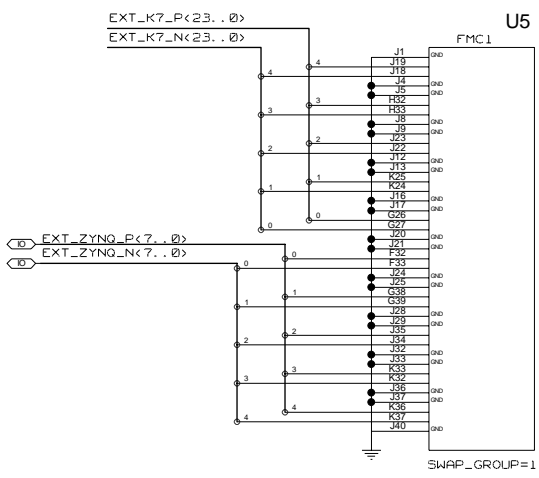 EXT_K7_P<23..0>
EXT_K7_N<23..0>
U5
FMC1
J1 GND
4 J19
4 J18
J4 GND
J5 GND
3 H32
3 H33
J8 GND
J9 GND
2 J23
2 J22
J12 GND
J13 GND
1 K25
1 K24
J16 GND
J17 GND
0 G26
0 G27
J20 GND
J21 GND
IO EXT_ZYNQ_P<7..0>
IO EXT_ZYNQ_N<7..0>
0 F32
0 F33
J24 GND
J25 GND
1 G38
1 G39
J28 GND
J29 GND
2 J35
2 J34
J32 GND
J33 GND
3 K33
3 K32
J36 GND
J37 GND
4 K36
4 K37
J40 GND
SWAP_GROUP=1